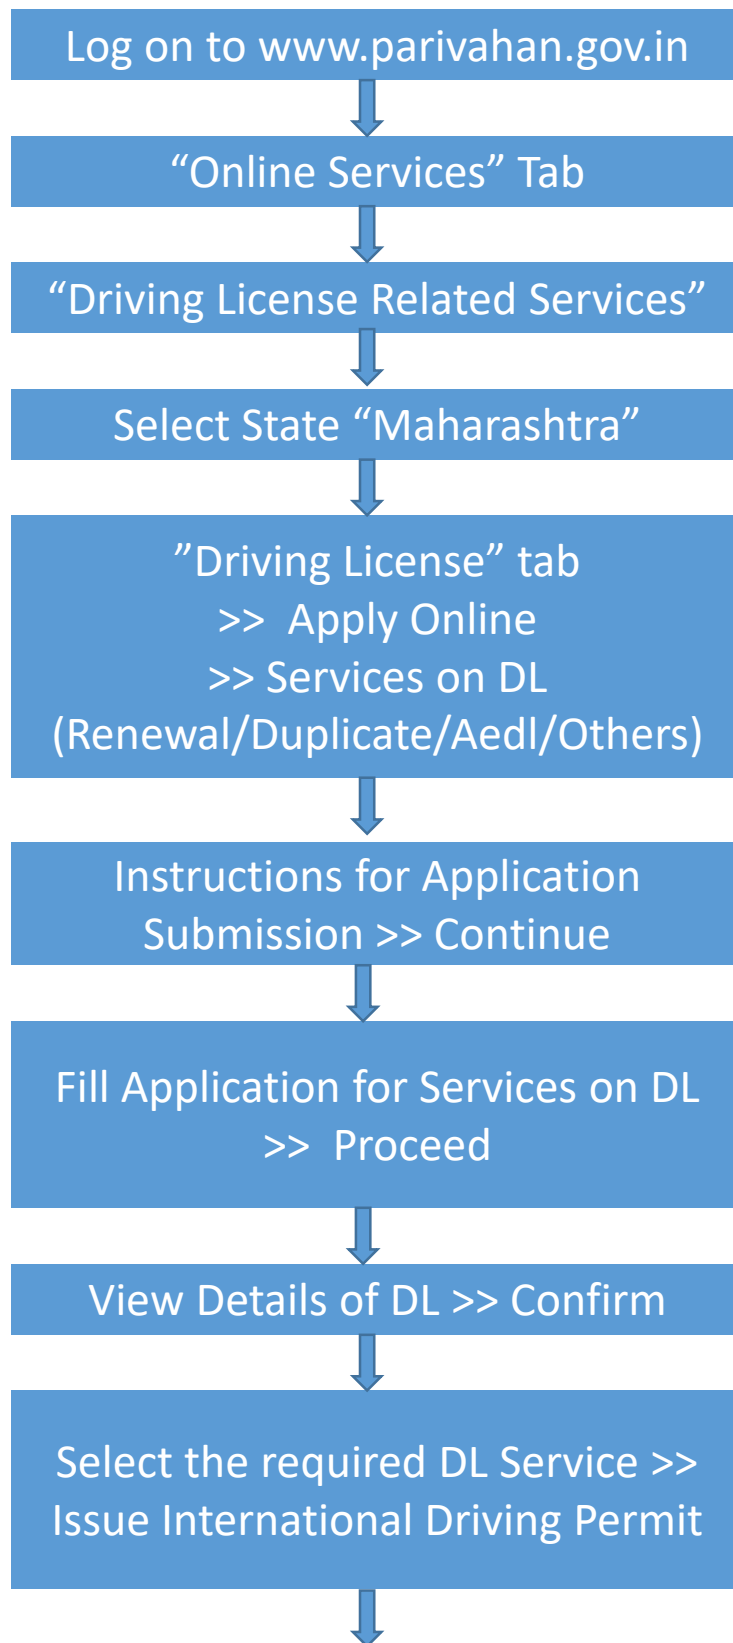 Log on to www.parivahan.gov.in
“Online Services” Tab
“Driving License Related Services”
Select State “Maharashtra”
”Driving License” tab
>> Apply Online
>> Services on DL
(Renewal/Duplicate/Aedl/Others)
Instructions for Application
Submission >> Continue
Fill Application for Services on DL
>> Proceed
View Details of DL >> Confirm
Select the required DL Service >>
Issue International Driving Permit